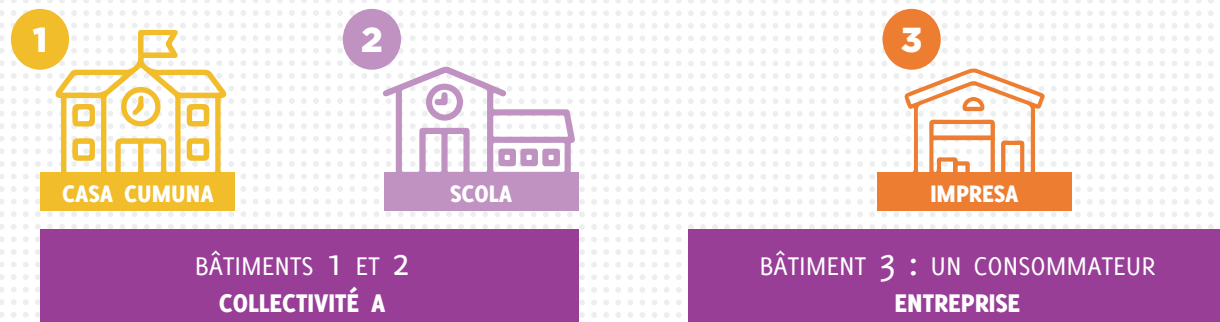 1
2
3
CASA CUMUNA
SCOLA
IMPRESA
BÂTIMENTS 1 ET 2
COLLECTIVITÉ A
BÂTIMENT 3 : UN CONSOMMATEUR
ENTREPRISE